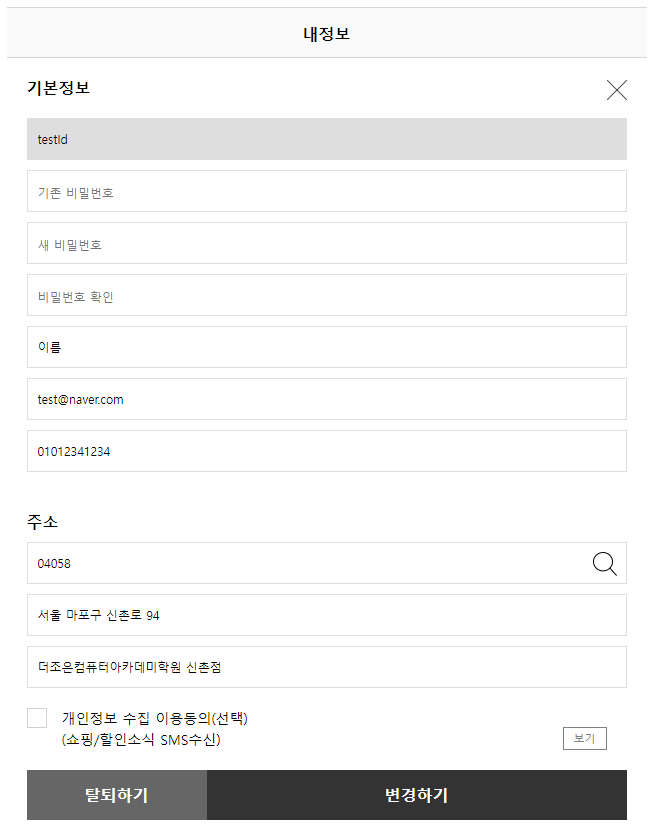 내정보
기본정보
testId
기존 비밀번호
새 비밀번호
비밀번호 확인
이름
test@naver.com
01012341234
주소
04058
서울 마포구 신촌로 94
더조은컴퓨터아카데미학원 신촌점
개인정보 수집 이용동의(선택)
(쇼핑/할인소식 SMS수신)
보기
탈퇴하기
변경하기